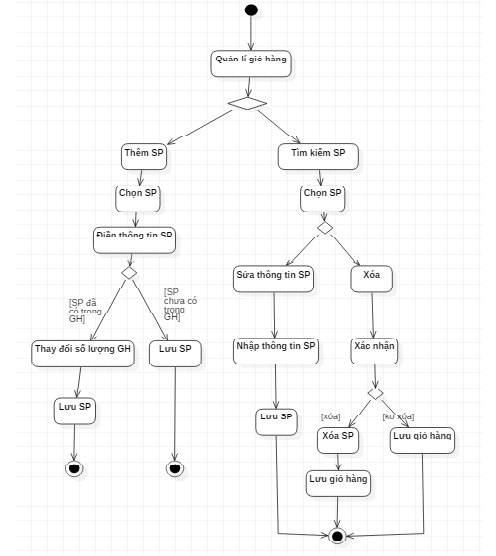 Quản lí giỏ hàng
Thêm SP
Tìm kiếm SP
Chọn SP
Chọn SP
Điền thông tin SP
Sửa thông tin SP
Xóa
[SP đã
có trong
GH]
[SP
chưa có
trong
GH]
Thay đổi số lượng GH
Lưu SP
Nhập thông tin SP
Xác nhận
Lưu SP
Lưu SP
[xóa]
[ko xóa]
Xóa SP
Lưu giỏ hàng
Lưu giỏ hàng